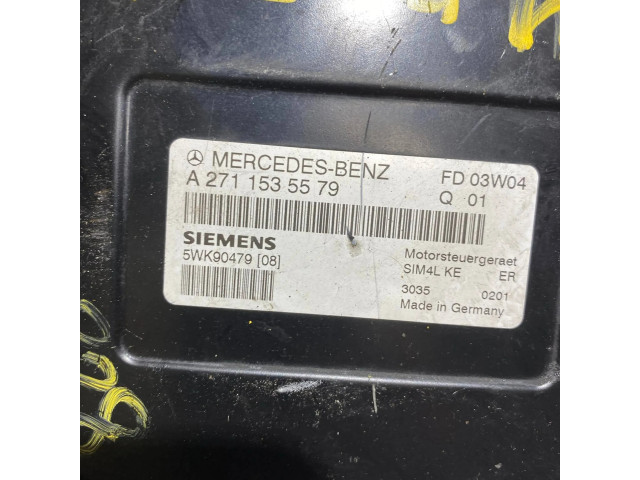 MERCEDES-BENZ FD 03W04
A 271 153 55 79 Q 01
SIEMENS
5WK90479 [08]
Motorsteuergeraet
SIM4L KE ER
3035 0201
Made in Germany